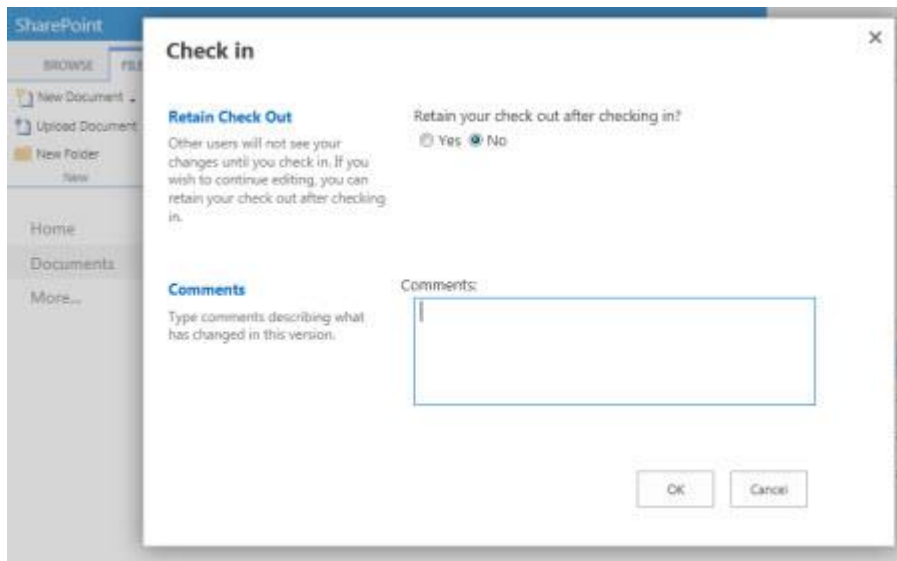 SharePoint
BROWSE
New Document
Upload Document
New Folder
New
Home
Documents
More...
Check in
Retain Check Out
Other users will not see your
changes until you check in. If you
wish to continue editing, you can
retain your check out after checking
in.
Retain your check out after checking in?
Yes No
Comments
Type comments describing what
has changed in this version.
Comments:
OK Cancel